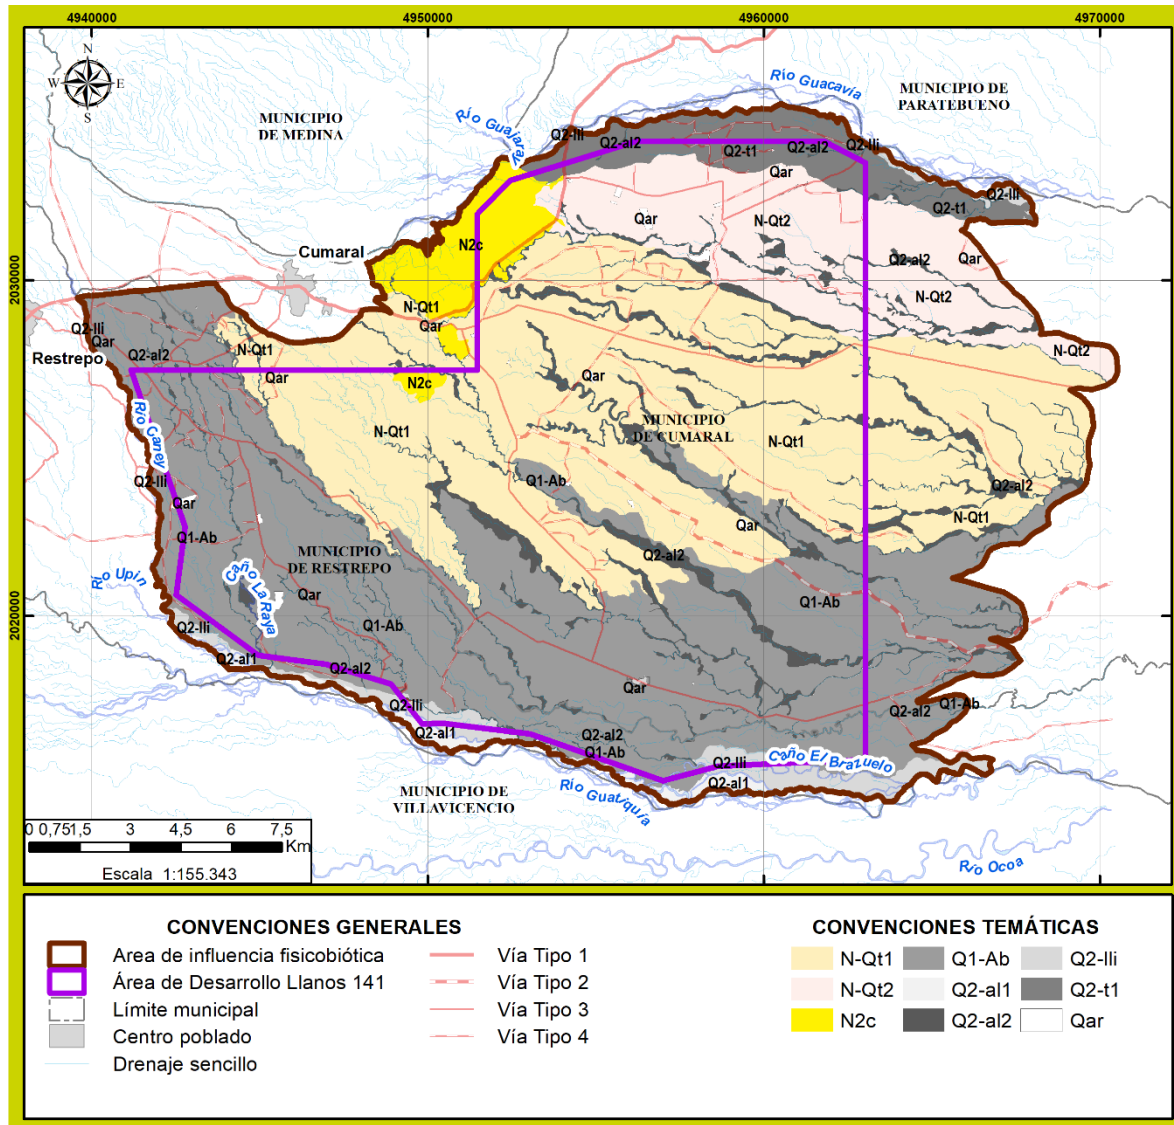 4940000
4950000
4960000
4970000
N
W
E
S
MUNICIPIO
DE MEDINA
Río Guacavía
MUNICIPIO DE
PARATEBUENO
Río Guajaray
Q2-lli
Q2-al2
Q2-t1
Q2-al2
Q2-lli
Qar
Q2-lli
Q2-t1
Qar
N-Qt2
Cumaral
N2c
Qar
Q2-al2
2030000
N-Qt1
N-Qt2
Qar
Q2-lli
Qar
Restrepo
Q2-al2
N-Qt1
Qar
N-Qt2
N2c
Qar
Río Caney
N-Qt1
MUNICIPIO
DE CUMARAL
N-Qt1
Q2-lli
Q1-Ab
Q2-al2
Qar
N-Qt1
Q1-Ab
Qar
MUNICIPIO
DE RESTREPO
Q2-al2
Río Upín
Caño La Raya
Qar
Q1-Ab
2020000
Q2-lli
Q1-Ab
Q2-al1
Q2-al2
Qar
Q2-lli
Q2-al2
Q1-Ab
Q2-al1
Q2-al2
Q1-Ab
Q2-lli
Caño El Brazuelo
Q2-al1
MUNICIPIO DE
VILLAVICENCIO
Río Guatiquía
Río Ocoa
0 0,75 1,5 3 4,5 6 7,5
Km
Escala 1:155.343
CONVENCIONES GENERALES
Area de influencia fisicobiótica
Área de Desarrollo Llanos 141
Límite municipal
Centro poblado
Drenaje sencillo
Vía Tipo 1
Vía Tipo 2
Vía Tipo 3
Vía Tipo 4
CONVENCIONES TEMÁTICAS
N-Qt1
Q1-Ab
Q2-lli
N-Qt2
Q2-al1
Q2-t1
N2c
Q2-al2
Qar